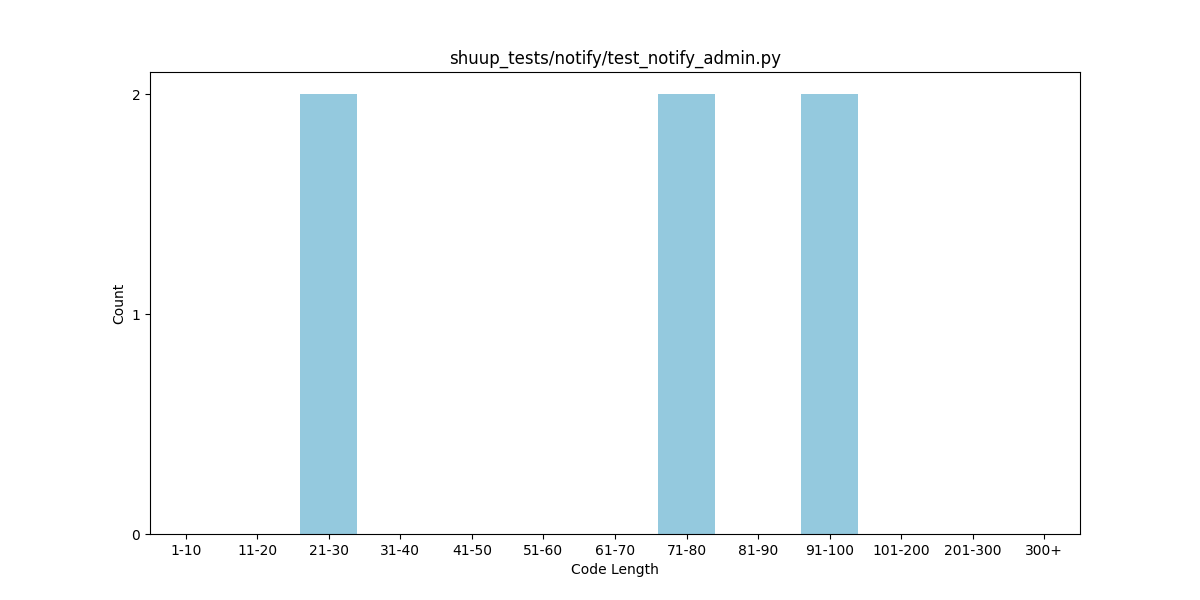 shuup_tests/notify/test_notify_admin.py
Count
2
1
0
1-10 11-20 21-30 31-40 41-50 51-60 61-70 71-80 81-90 91-100 101-200 201-300 300+
Code Length